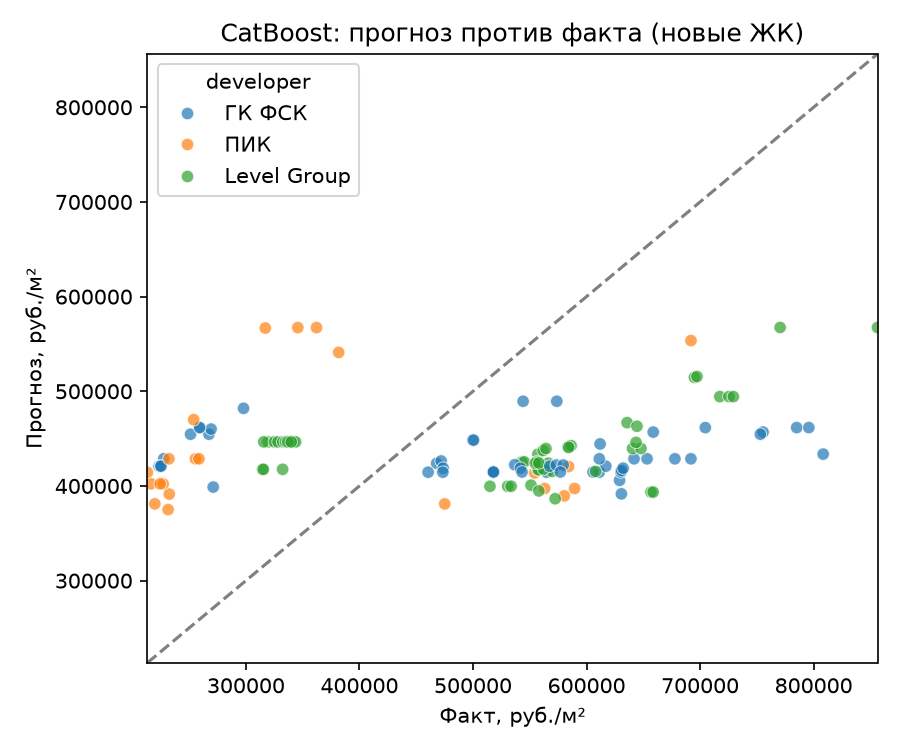 CatBoost: прогноз против факта (новые ЖК)
developer
ГК ФСК
ПИК
Level Group
Прогноз, руб./м²
800000
700000
600000
500000
400000
300000
300000 400000 500000 600000 700000 800000
Факт, руб./м²